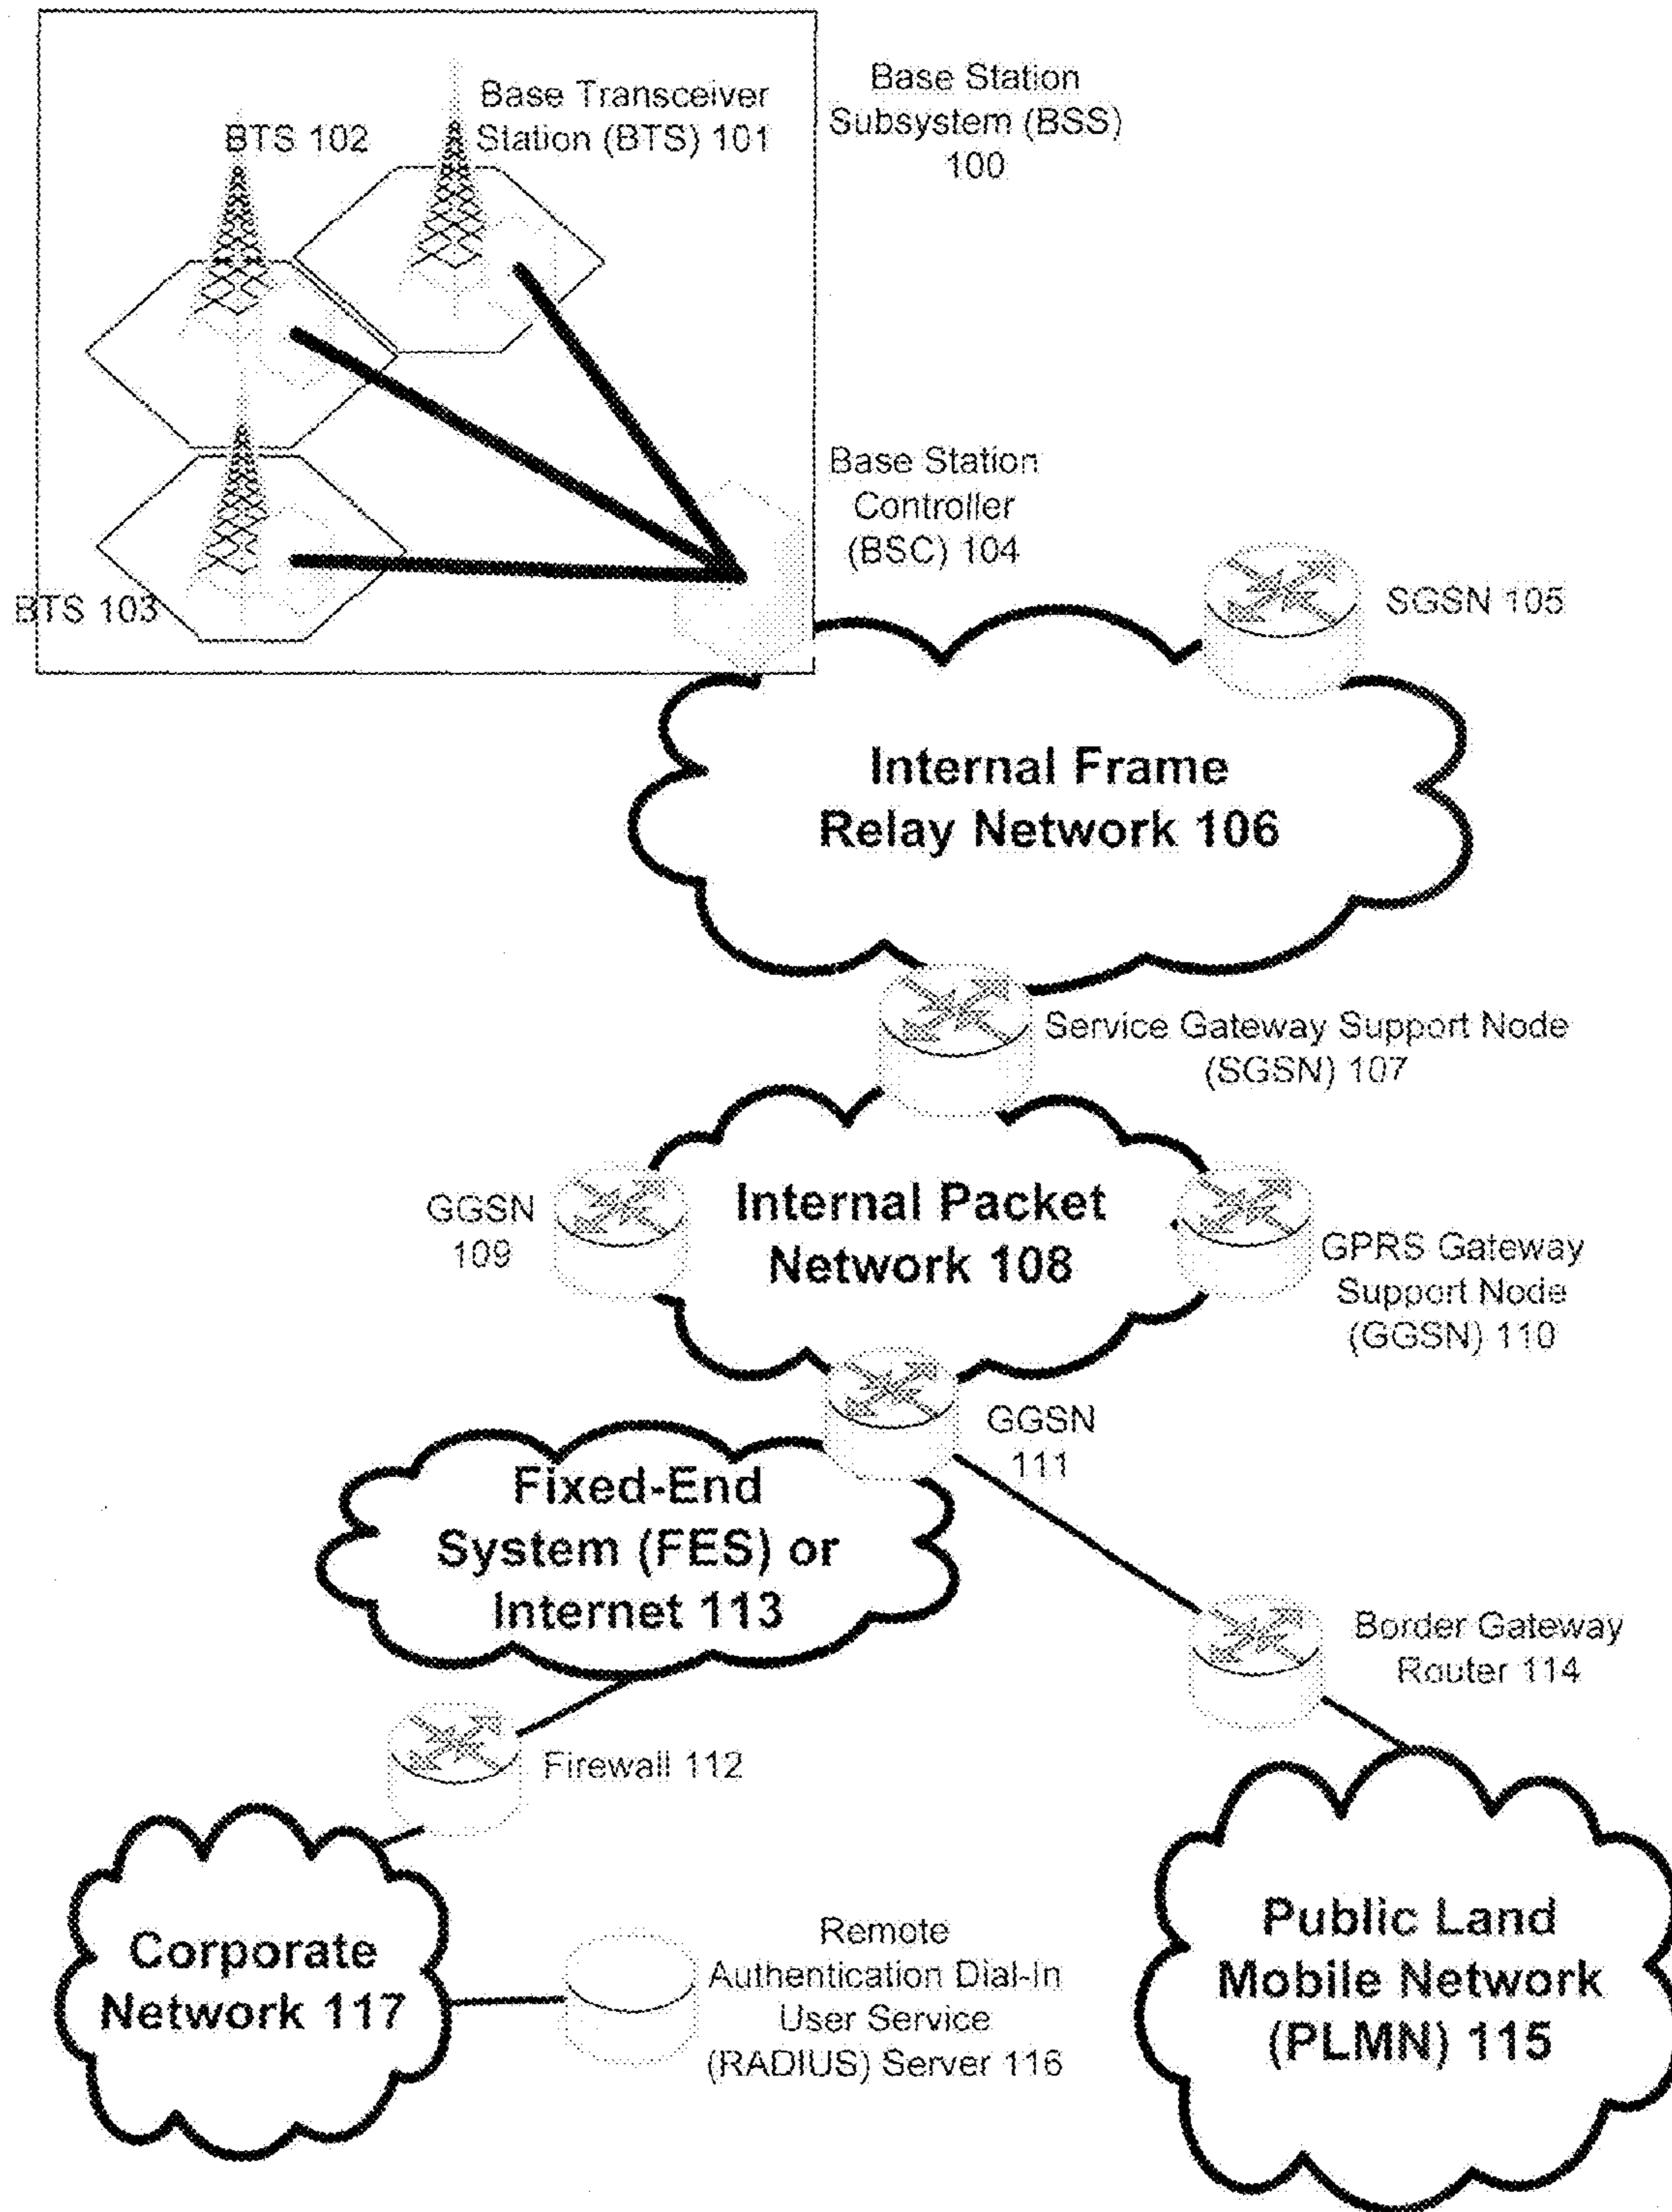 Base Transceiver
Station (BTS) 101
BTS 102
Base Station
Subsystem (BSS)
100
Base Station
Controller
(BSC) 104
BTS 103
SGSN 105
Internal Frame
Relay Network 106
Service Gateway Support Node
(SGSN) 107
GGSN
109
Internal Packet
Network 108
GPRS Gateway
Support Node
(GGSN) 110
GGSN
111
Fixed-End
System (FES) or
Internet 113
Border Gateway
Router 114
Firewall 112
Corporate
Network 117
Remote
Authentication Dial-In
User Service
(RADIUS) Server 116
Public Land
Mobile Network
(PLMN) 115